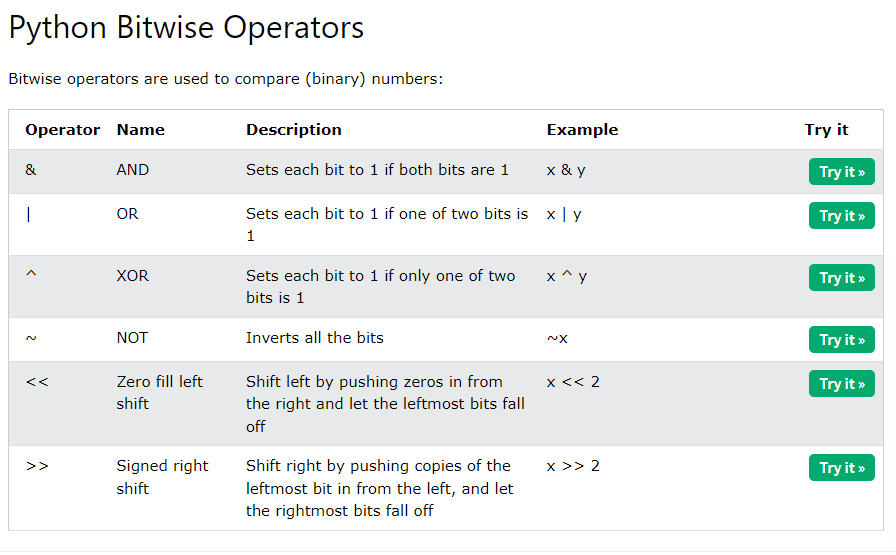 Python Bitwise Operators
Bitwise operators are used to compare (binary) numbers:
Operator Name Description Example Try it
& AND Sets each bit to 1 if both bits are 1 x & y Try it »
| OR Sets each bit to 1 if one of two bits is x | y Try it »
1
^ XOR Sets each bit to 1 if only one of two x ^ y Try it »
bits is 1
~ NOT Inverts all the bits ~x Try it »
<< Zero fill left Shift left by pushing zeros in from x << 2 Try it »
shift the right and let the leftmost bits fall
off
>> Signed right Shift right by pushing copies of the x >> 2 Try it »
shift leftmost bit in from the left, and let
the rightmost bits fall off